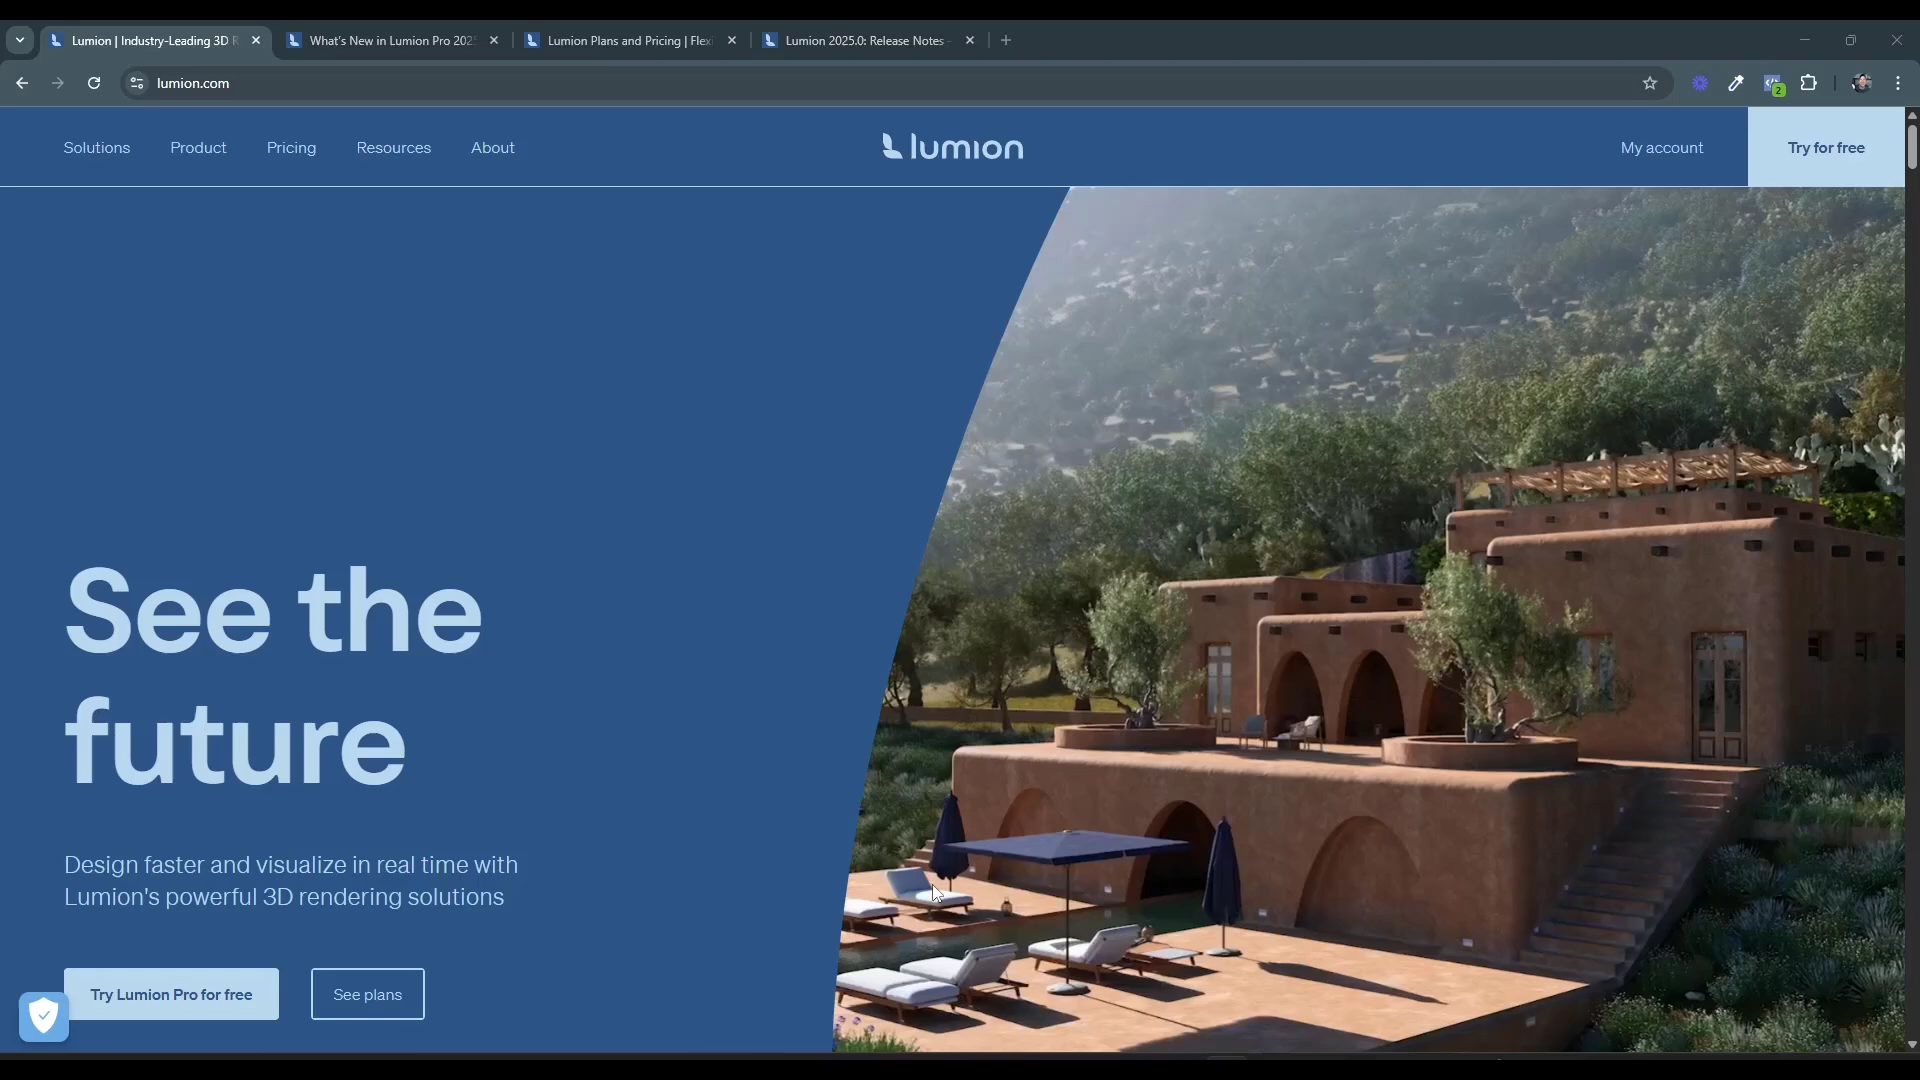 Lumion | Industry-Leading 3D R
What's New in Lumion Pro 202
Lumion Plans and Pricing | Flexi
Lumion 2025.0: Release Notes -
lumion.com
2
Solutions
Product
Pricing
Resources
About
lumion
My account
Try for free
See the
future
Design faster and visualize in real time with
Lumion's powerful 3D rendering solutions
Try Lumion Pro for free
See plans